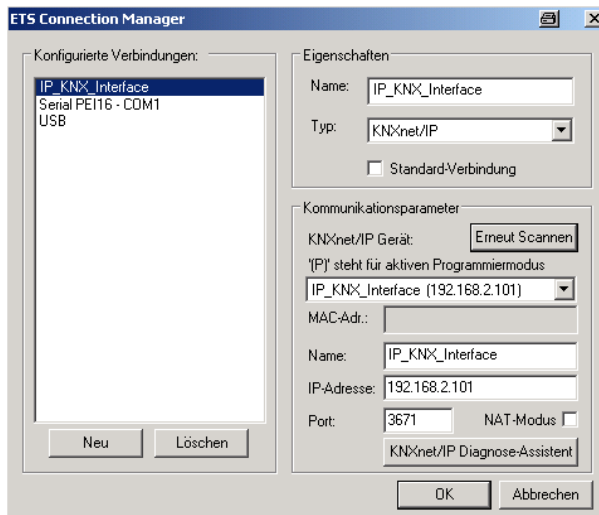 ETS Connection Manager
Konfigurierte Verbindungen:
IP_KNX_Interface
Serial PEI16 - COM1
USB
Neu
Löschen
Eigenschaften
Name: IP_KNX_Interface
Typ: KNXnet/IP
Standard-Verbindung
Kommunikationsparameter
KNXnet/IP Gerät: Erneut Scannen
'(P)' steht für aktiven Programmiermodus
IP_KNX_Interface (192.168.2.101)
MAC-Adr.:
Name: IP_KNX_Interface
IP-Adresse: 192.168.2.101
Port: 3671 NAT-Modus
KNXnet/IP Diagnose-Assistent
OK Abbrechen